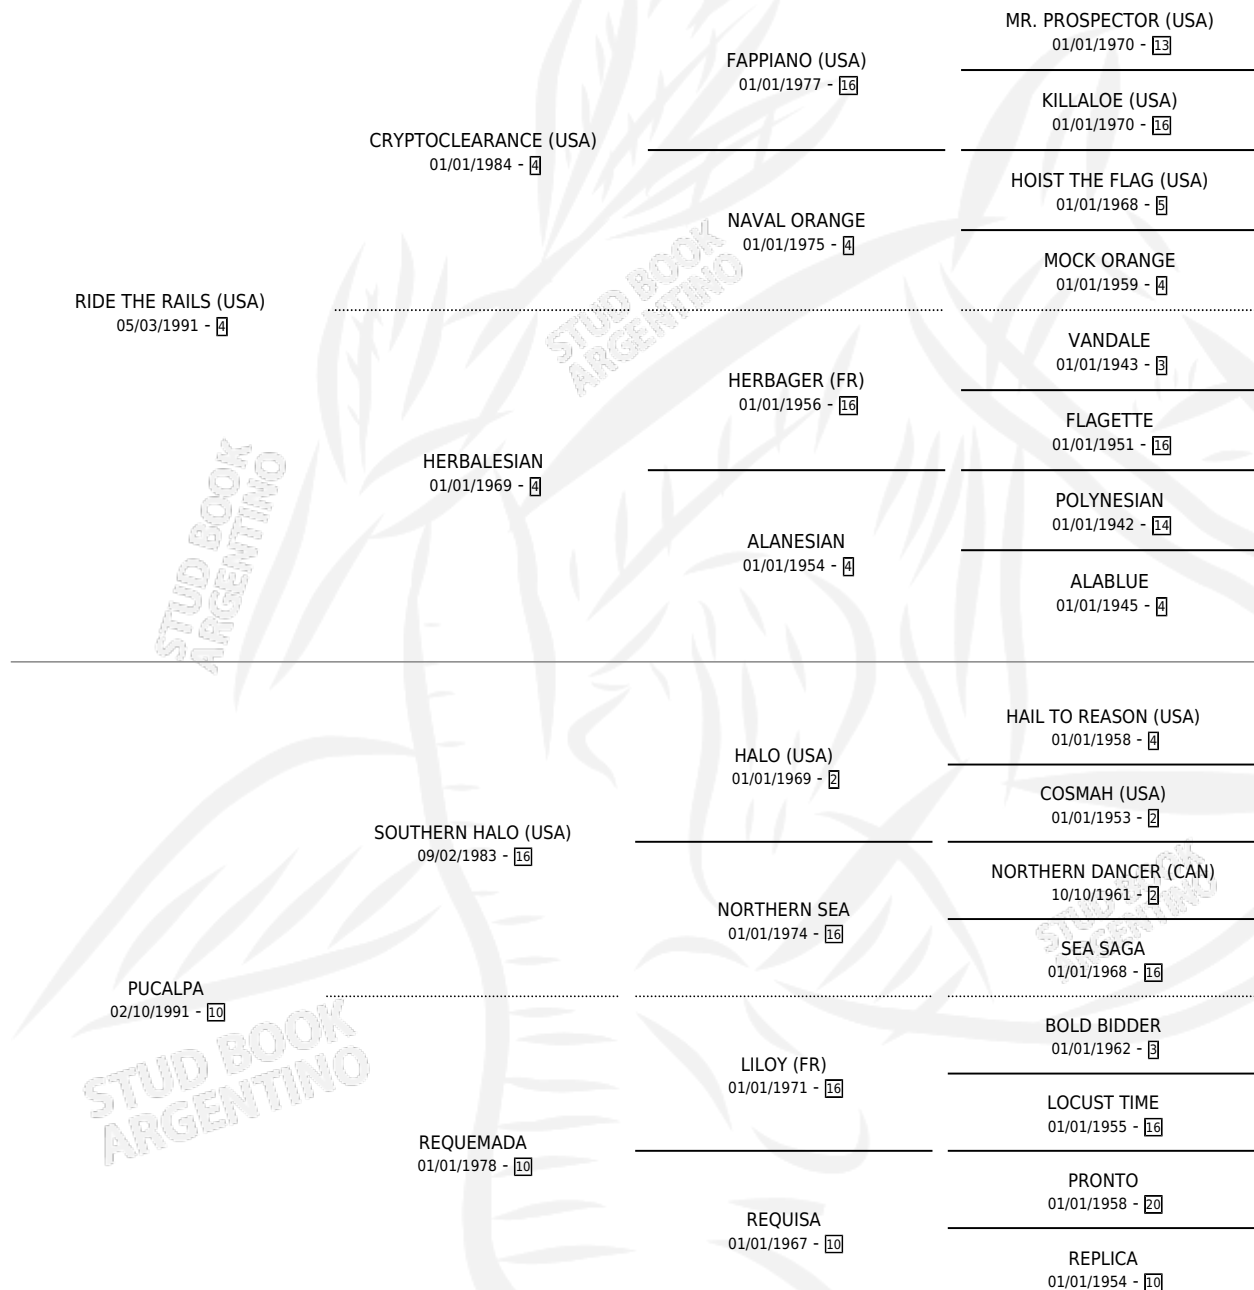 MR. PROSPECTOR (USA)
01/01/1970 - 13
FAPPIANO (USA)
01/01/1977 - 16
KILLALOE (USA)
01/01/1970 - 16
CRYPTOCLEARANCE (USA)
01/01/1984 - 4
HOIST THE FLAG (USA)
01/01/1968 - 5
NAVAL ORANGE
01/01/1975 - 4
MOCK ORANGE
01/01/1959 - 4
STUD BOOK
ARGENTINO
RIDE THE RAILS (USA)
05/03/1991 - 4
VANDALE
01/01/1943 - 3
HERBAGER (FR)
01/01/1956 - 16
FLAGETTE
01/01/1951 - 16
HERBALESIAN
01/01/1969 - 4
POLYNESIAN
01/01/1942 - 14
ALANESIAN
01/01/1954 - 4
ALABLUE
01/01/1945 - 4
STUD BOOK
ARGENTINO
HAIL TO REASON (USA)
01/01/1958 - 4
HALO (USA)
01/01/1969 - 2
COSMAH (USA)
01/01/1953 - 2
SOUTHERN HALO (USA)
09/02/1983 - 16
NORTHERN DANCER (CAN)
10/10/1961 - 2
NORTHERN SEA
01/01/1974 - 16
SEA SAGA
01/01/1968 - 16
STUD BOOK
ARGENTINO
PUCALPA
02/10/1991 - 10
BOLD BIDDER
01/01/1962 - 3
LILOY (FR)
01/01/1971 - 16
LOCUST TIME
01/01/1955 - 16
STUD BOOK
ARGENTINO
REQUEMADA
01/01/1978 - 10
PRONTO
01/01/1958 - 20
REQUISA
01/01/1967 - 10
REPLICA
01/01/1954 - 10